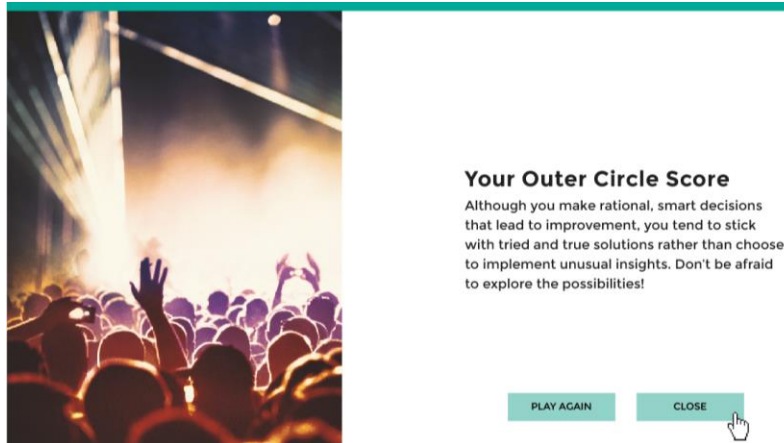 Your Outer Circle Score
Although you make rational, smart decisions
that lead to improvement, you tend to stick
with tried and true solutions rather than choose
to implement unusual insights. Don't be afraid
to explore the possibilities!
PLAY AGAIN
CLOSE